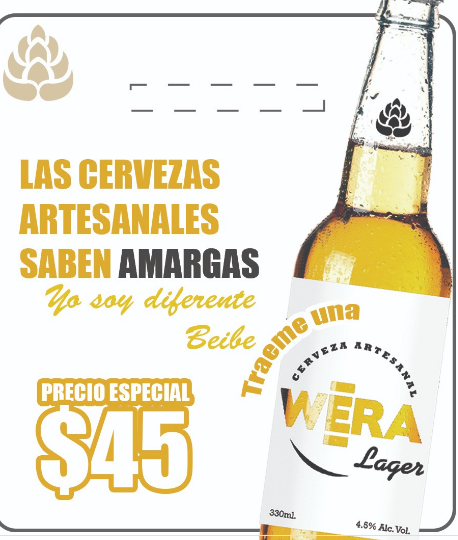 LAS CERVEZAS
ARTESANALES
SABEN AMARGAS
Yo soy diferente
Beibe
Traeme una
PRECIO ESPECIAL
$45
CERVEZA ARTESANAL
WERA
Lager
330ml.
4.5% Alc. Vol.